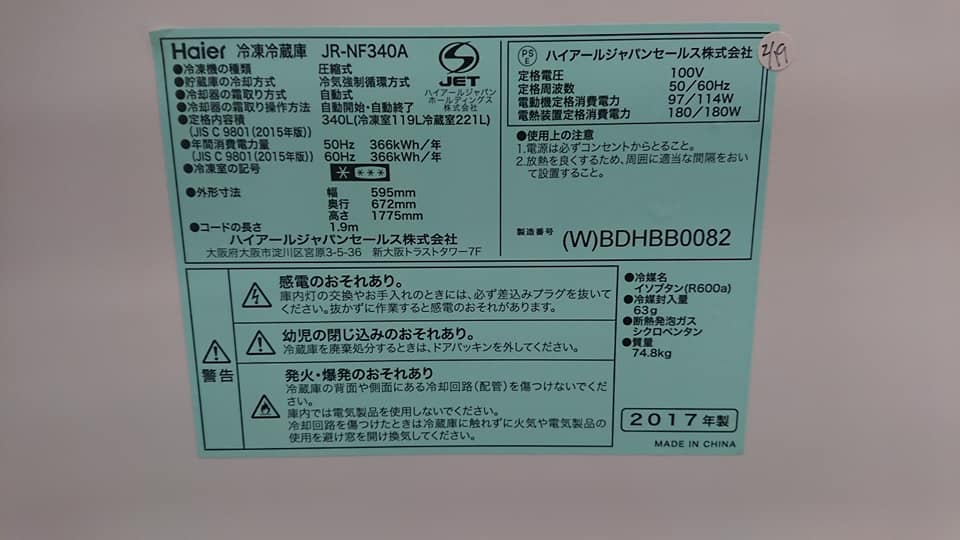 Haier 冷凍冷蔵庫 JR-NF340A
●冷凍機の種類 圧縮式
●貯蔵庫の冷却方式 冷気強制循環方式
●冷却器の霜取り方式 自動式
●冷却器の霜取り操作方法 自動開始・自動終了
●定格内容積 340L(冷凍室119L冷蔵室221L)
(JIS C 9801(2015年版))
●年間消費電力量 50Hz 366kWh/年
(JIS C 9801(2015年版)) 60Hz 366kWh/年
●冷凍室の記号
●外形寸法 幅 595mm
奥行 672mm
高さ 1775mm
●コードの長さ 1.9m
ハイアールジャパンセールス株式会社
大阪府大阪市淀川区宮原3-5-36 新大阪トラストタワー7F
JET
ハイアールジャパン
ホールディングス
株式会社
PSE ハイアールジャパンセールス株式会社
定格電圧 100V
定格周波数 50/60Hz
電動機定格消費電力 97/114W
電熱装置定格消費電力 180/180W
●使用上の注意
1.電源は必ずコンセントからとること。
2.放熱を良くするため、周囲に適当な間隔をおい
て設置すること。
製造番号 (W)BDHBB0082
警告
感電のおそれあり。
庫内灯の交換やお手入れのときには、必ず差込みプラグを抜いて
ください。抜かずに作業すると感電のおそれがあります。
幼児の閉じ込みのおそれあり。
冷蔵庫を廃棄処分するときは、ドアパッキンを外してください。
発火・爆発のおそれあり
冷蔵庫の背面や側面にある冷却回路(配管)を傷つけないでくだ
さい。
庫内では電気製品を使用しないでください。
冷却回路を傷つけたときは冷蔵庫に触れずに火気や電気製品の
使用を避け窓を開け換気してください。
●冷媒名
イソブタン(R600a)
●冷媒封入量
63g
●断熱発泡ガス
シクロペンタン
●質量
74.8kg
2017年製
MADE IN CHINA